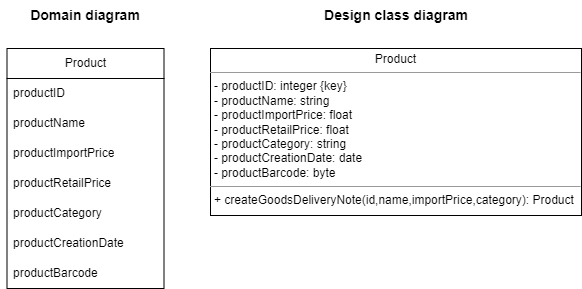 Domain diagram
Product
productID
productName
productImportPrice
productRetailPrice
productCategory
productCreationDate
productBarcode
Design class diagram
Product
- productID: integer {key}
- productName: string
- productImportPrice: float
- productRetailPrice: float
- productCategory: string
- productCreationDate: date
- productBarcode: byte
+ createGoodsDeliveryNote(id,name,importPrice,category): Product